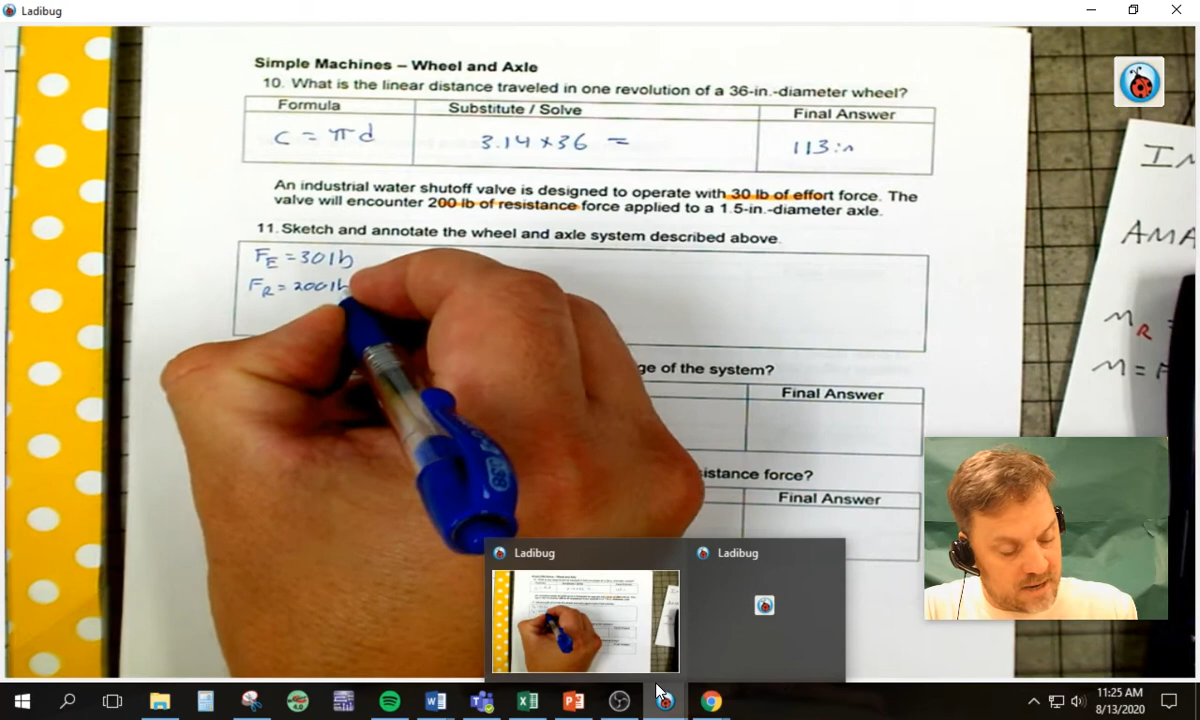 Ladibug
Simple Machines – Wheel and Axle
10. What is the linear distance traveled in one revolution of a 36-in.-diameter wheel?
Formula Substitute / Solve Final Answer
C = πd 3.14 x 36 = 113 in
An industrial water shutoff valve is designed to operate with 30 lb of effort force. The
valve will encounter 200 lb of resistance force applied to a 1.5-in.-diameter axle.
11. Sketch and annotate the wheel and axle system described above.
FE = 30 lb
FR = 200 lb
ge of the system?
Final Answer
sistance force?
Final Answer
AMA
MR =
M = F
Ladibug Ladibug
11:25 AM
8/13/2020